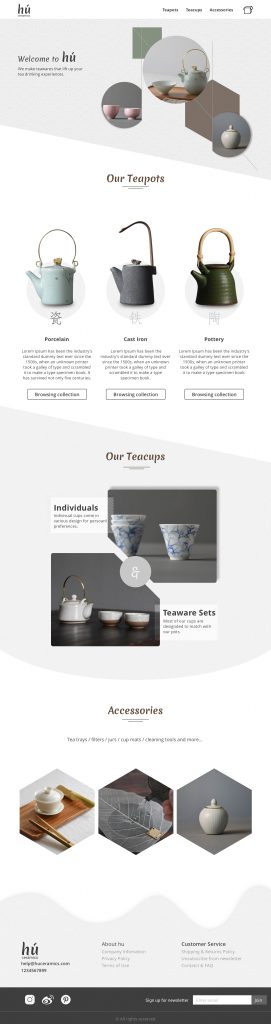 hú
CERAMICS
Teapots Teacups Accessories
Welcome to hú
We make teawares that lift up your
tea drinking experiences.
Our Teapots
瓷 铁 陶
Porcelain
Lorem Ipsum has been the industry's
standard dummy text ever since the
1500s, when an unknown printer
took a galley of type and scrambled
it to make a type specimen book. It
has survived not only five centuries.
Browsing collection
Cast Iron
Lorem Ipsum has been the industry's
standard dummy text ever since the
1500s, when an unknown printer
took a galley of type and scrambled
it to make a type specimen book.
Browsing collection
Pottery
Lorem Ipsum has been the industry's
standard dummy text ever since the
1500s, when an unknown printer
took a galley of type and scrambled
it to make a type specimen book.
Browsing collection
Our Teacups
Individuals
Individual cups come in
various design for personal
preferences.
&
Teaware Sets
Most of our cups are
designed to match with
our pots.
Accessories
Tea trays / filters / jars / cup mats / cleaning tools and more...
hú
CERAMICS
help@huceramics.com
1234567899
About hu
Company Infomation
Privacy Policy
Terms of Use
Customer Service
Shipping & Returns Policy
Unsubscribe from newsletter
Contact & FAQ
Sign up for newsletter
Enter email
Join
© All rights reserved